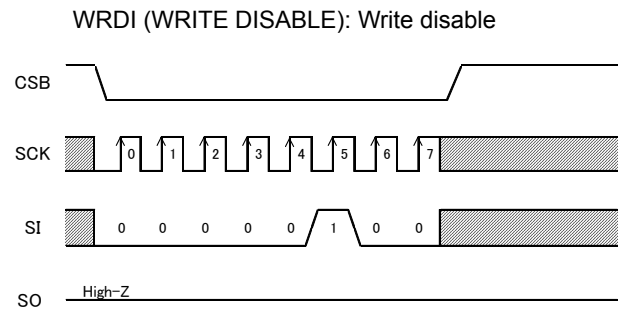 WRDI (WRITE DISABLE): Write disable
CSB
SCK 0 1 2 3 4 5 6 7
SI 0 0 0 0 0 1 0 0
High-Z
SO